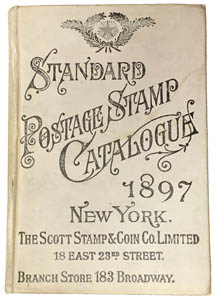 STANDARD
POSTAGE STAMP
CATALOGUE
1897
NEW YORK.
THE SCOTT STAMP & COIN CO. LIMITED
18 EAST 23RD STREET.
BRANCH STORE 183 BROADWAY.